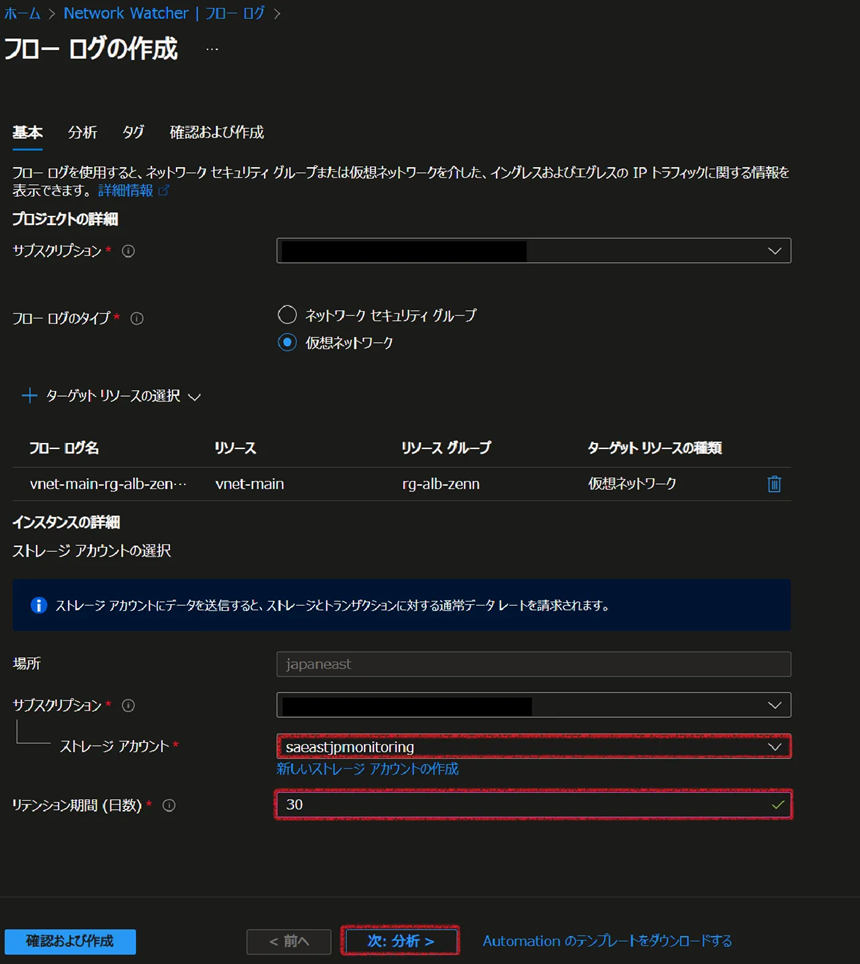 ホーム > Network Watcher | フロー ログ >
フロー ログの作成 ...
基本 分析 タグ 確認および作成
フロー ログを使用すると、ネットワーク セキュリティ グループまたは仮想ネットワークを介した、イングレスおよびエグレスの IP トラフィックに関する情報を
表示できます。 詳細情報
プロジェクトの詳細
サブスクリプション *
フロー ログのタイプ *
ネットワーク セキュリティ グループ
仮想ネットワーク
+ ターゲット リソースの選択
フロー ログ名 リソース リソース グループ ターゲット リソースの種類
vnet-main-rg-alb-zen… vnet-main rg-alb-zenn 仮想ネットワーク
インスタンスの詳細
ストレージ アカウントの選択
ストレージ アカウントにデータを送信すると、ストレージとトランザクションに対する通常データ レートを請求されます。
場所 japaneast
サブスクリプション *
ストレージ アカウント * saeastjpmonitoring
新しいストレージ アカウントの作成
リテンション期間 (日数) * 30
確認および作成 < 前へ 次: 分析 > Automation のテンプレートをダウンロードする